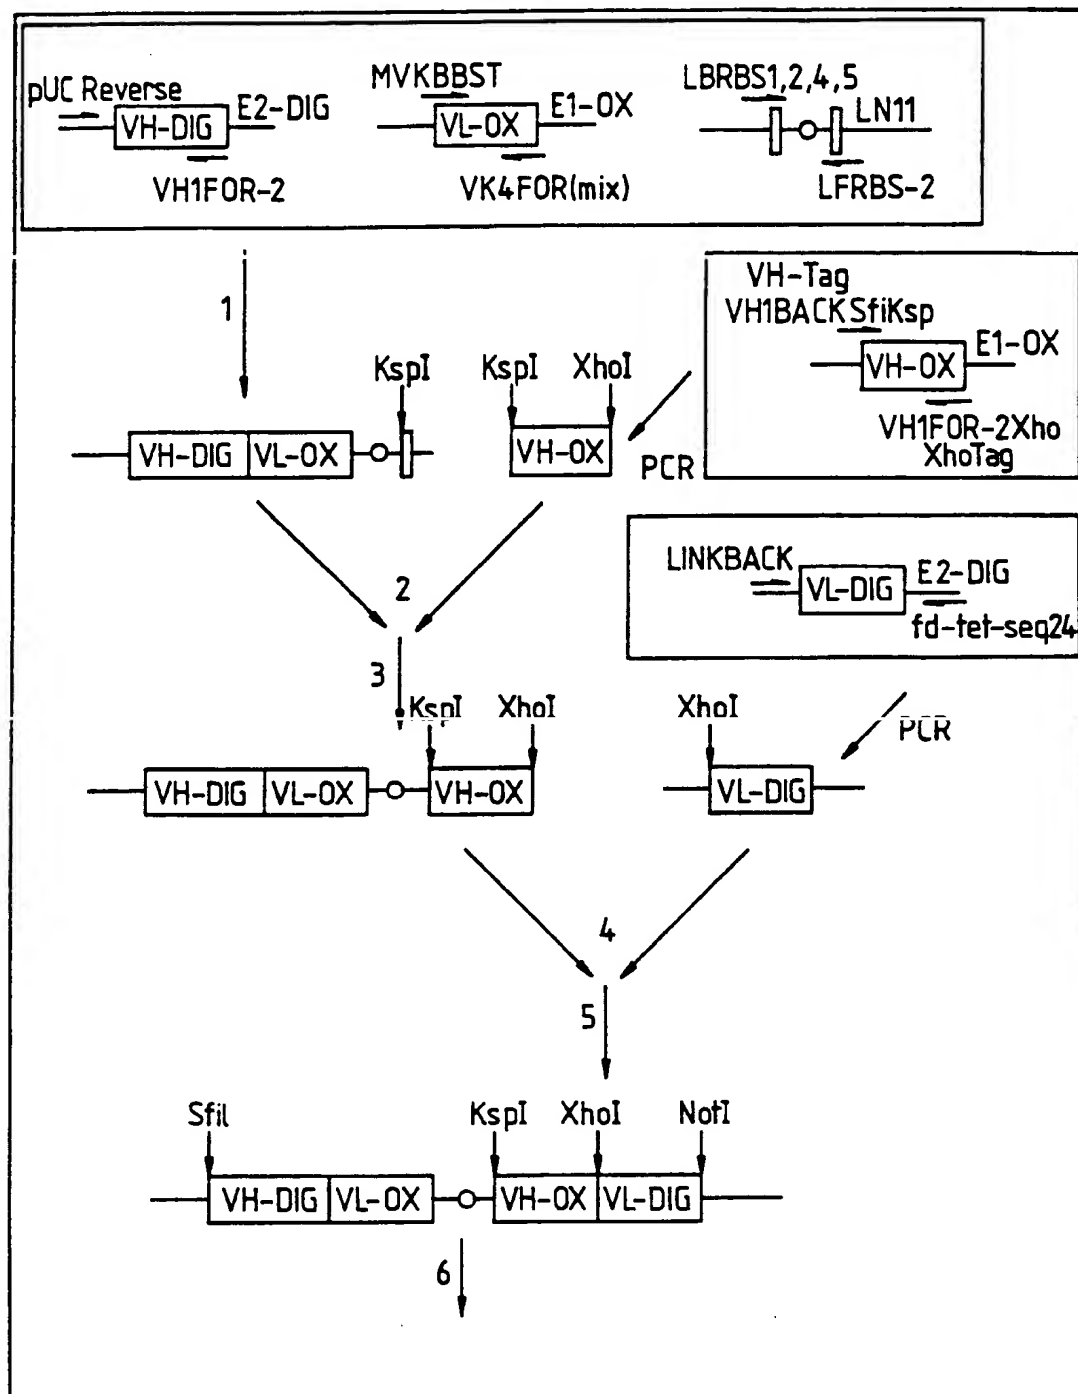 pUC Reverse
VH-DIG
E2-DIG
VH1FOR-2
MVKBBST
VL-OX
E1-OX
VK4FOR(mix)
LBRBS1,2,4,5
LN11
LFRBS-2
1
VH-Tag
VH1BACKSfiKsp
VH-OX
E1-OX
VH1FOR-2Xho
XhoTag
KspI
KspI
XhoI
VH-DIG
VL-OX
VH-OX
PCR
2
LINKBACK
VL-DIG
E2-DIG
fd-tet-seq24
3
KspI
XhoI
XhoI
PCR
VH-DIG
VL-OX
VH-OX
VL-DIG
4
5
SfiI
KspI
XhoI
NotI
VH-DIG
VL-OX
VH-OX
VL-DIG
6